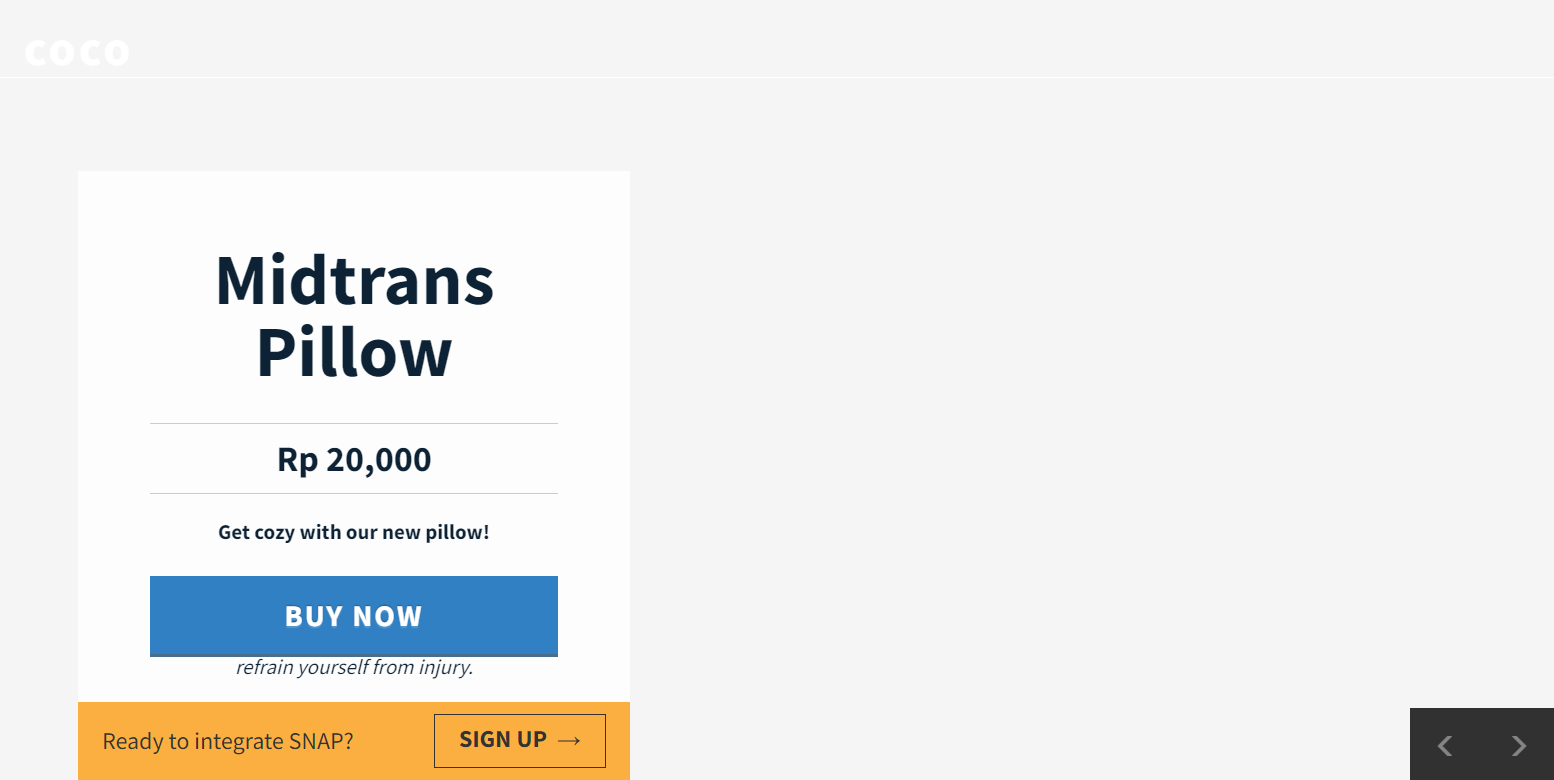 coco
Midtrans
Pillow
Rp 20,000
Get cozy with our new pillow!
BUY NOW
refrain yourself from injury.
Ready to integrate SNAP?
SIGN UP →